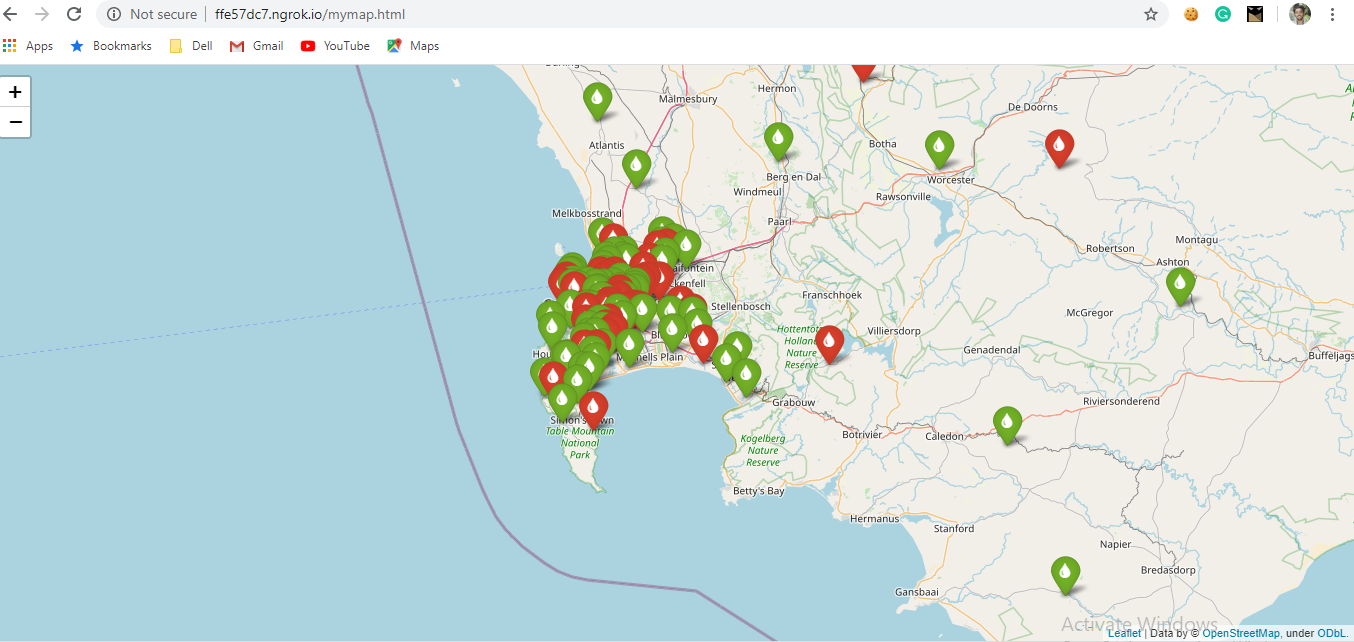 Not secure | ffe57dc7.ngrok.io/mymap.html
Apps Bookmarks Dell Gmail YouTube Maps
+
−
Hermon
Malmesbury
De Doorns
Atlantis
Botha
Berg en Dal
Worcester
Windmeul
Rawsonville
Melkbosstrand
Paarl
Montagu
Robertson
Ashton
Franschhoek
Stellenbosch
McGregor
Hottentots
Holland
Nature
Reserve
Villiersdorp
Genadendal
Buffeljags
Grabouw
Riviersonderend
Table Mountain
National
Park
Botrivier
Caledon
Kogelberg
Nature
Reserve
Betty's Bay
Hermanus
Stanford
Napier
Bredasdorp
Gansbaai
Activate Windows
Leaflet | Data by © OpenStreetMap, under ODbL.